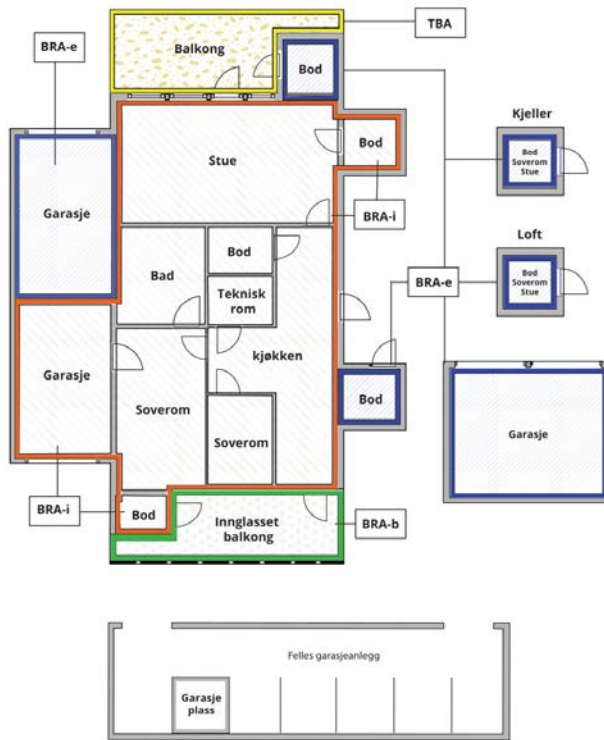 TBA
BRA-e
Balkong
Bod
Kjeller
Bod
Soverom
Stue
Stue
Bod
Garasje
BRA-i
Loft
Bod
Soverom
Stue
Bad
Bod
BRA-e
Teknisk
rom
Garasje
kjøkken
Bod
Soverom
Soverom
Garasje
BRA-i
Bod
Innglasset
balkong
BRA-b
Felles garasjeanlegg
Garasje
plass